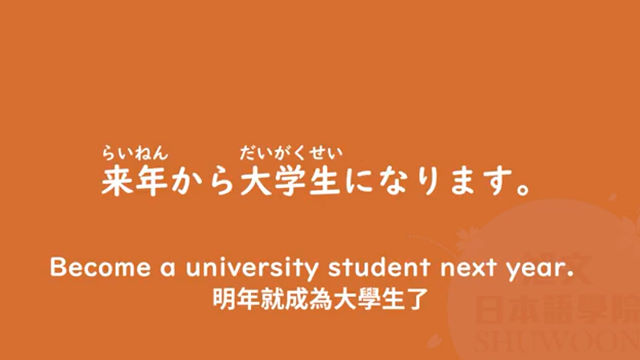 らいねん だいがくせい
来年から大学生になります。
Become a university student next year.
明年就成為大學生了
日本語學院
SHUWOON